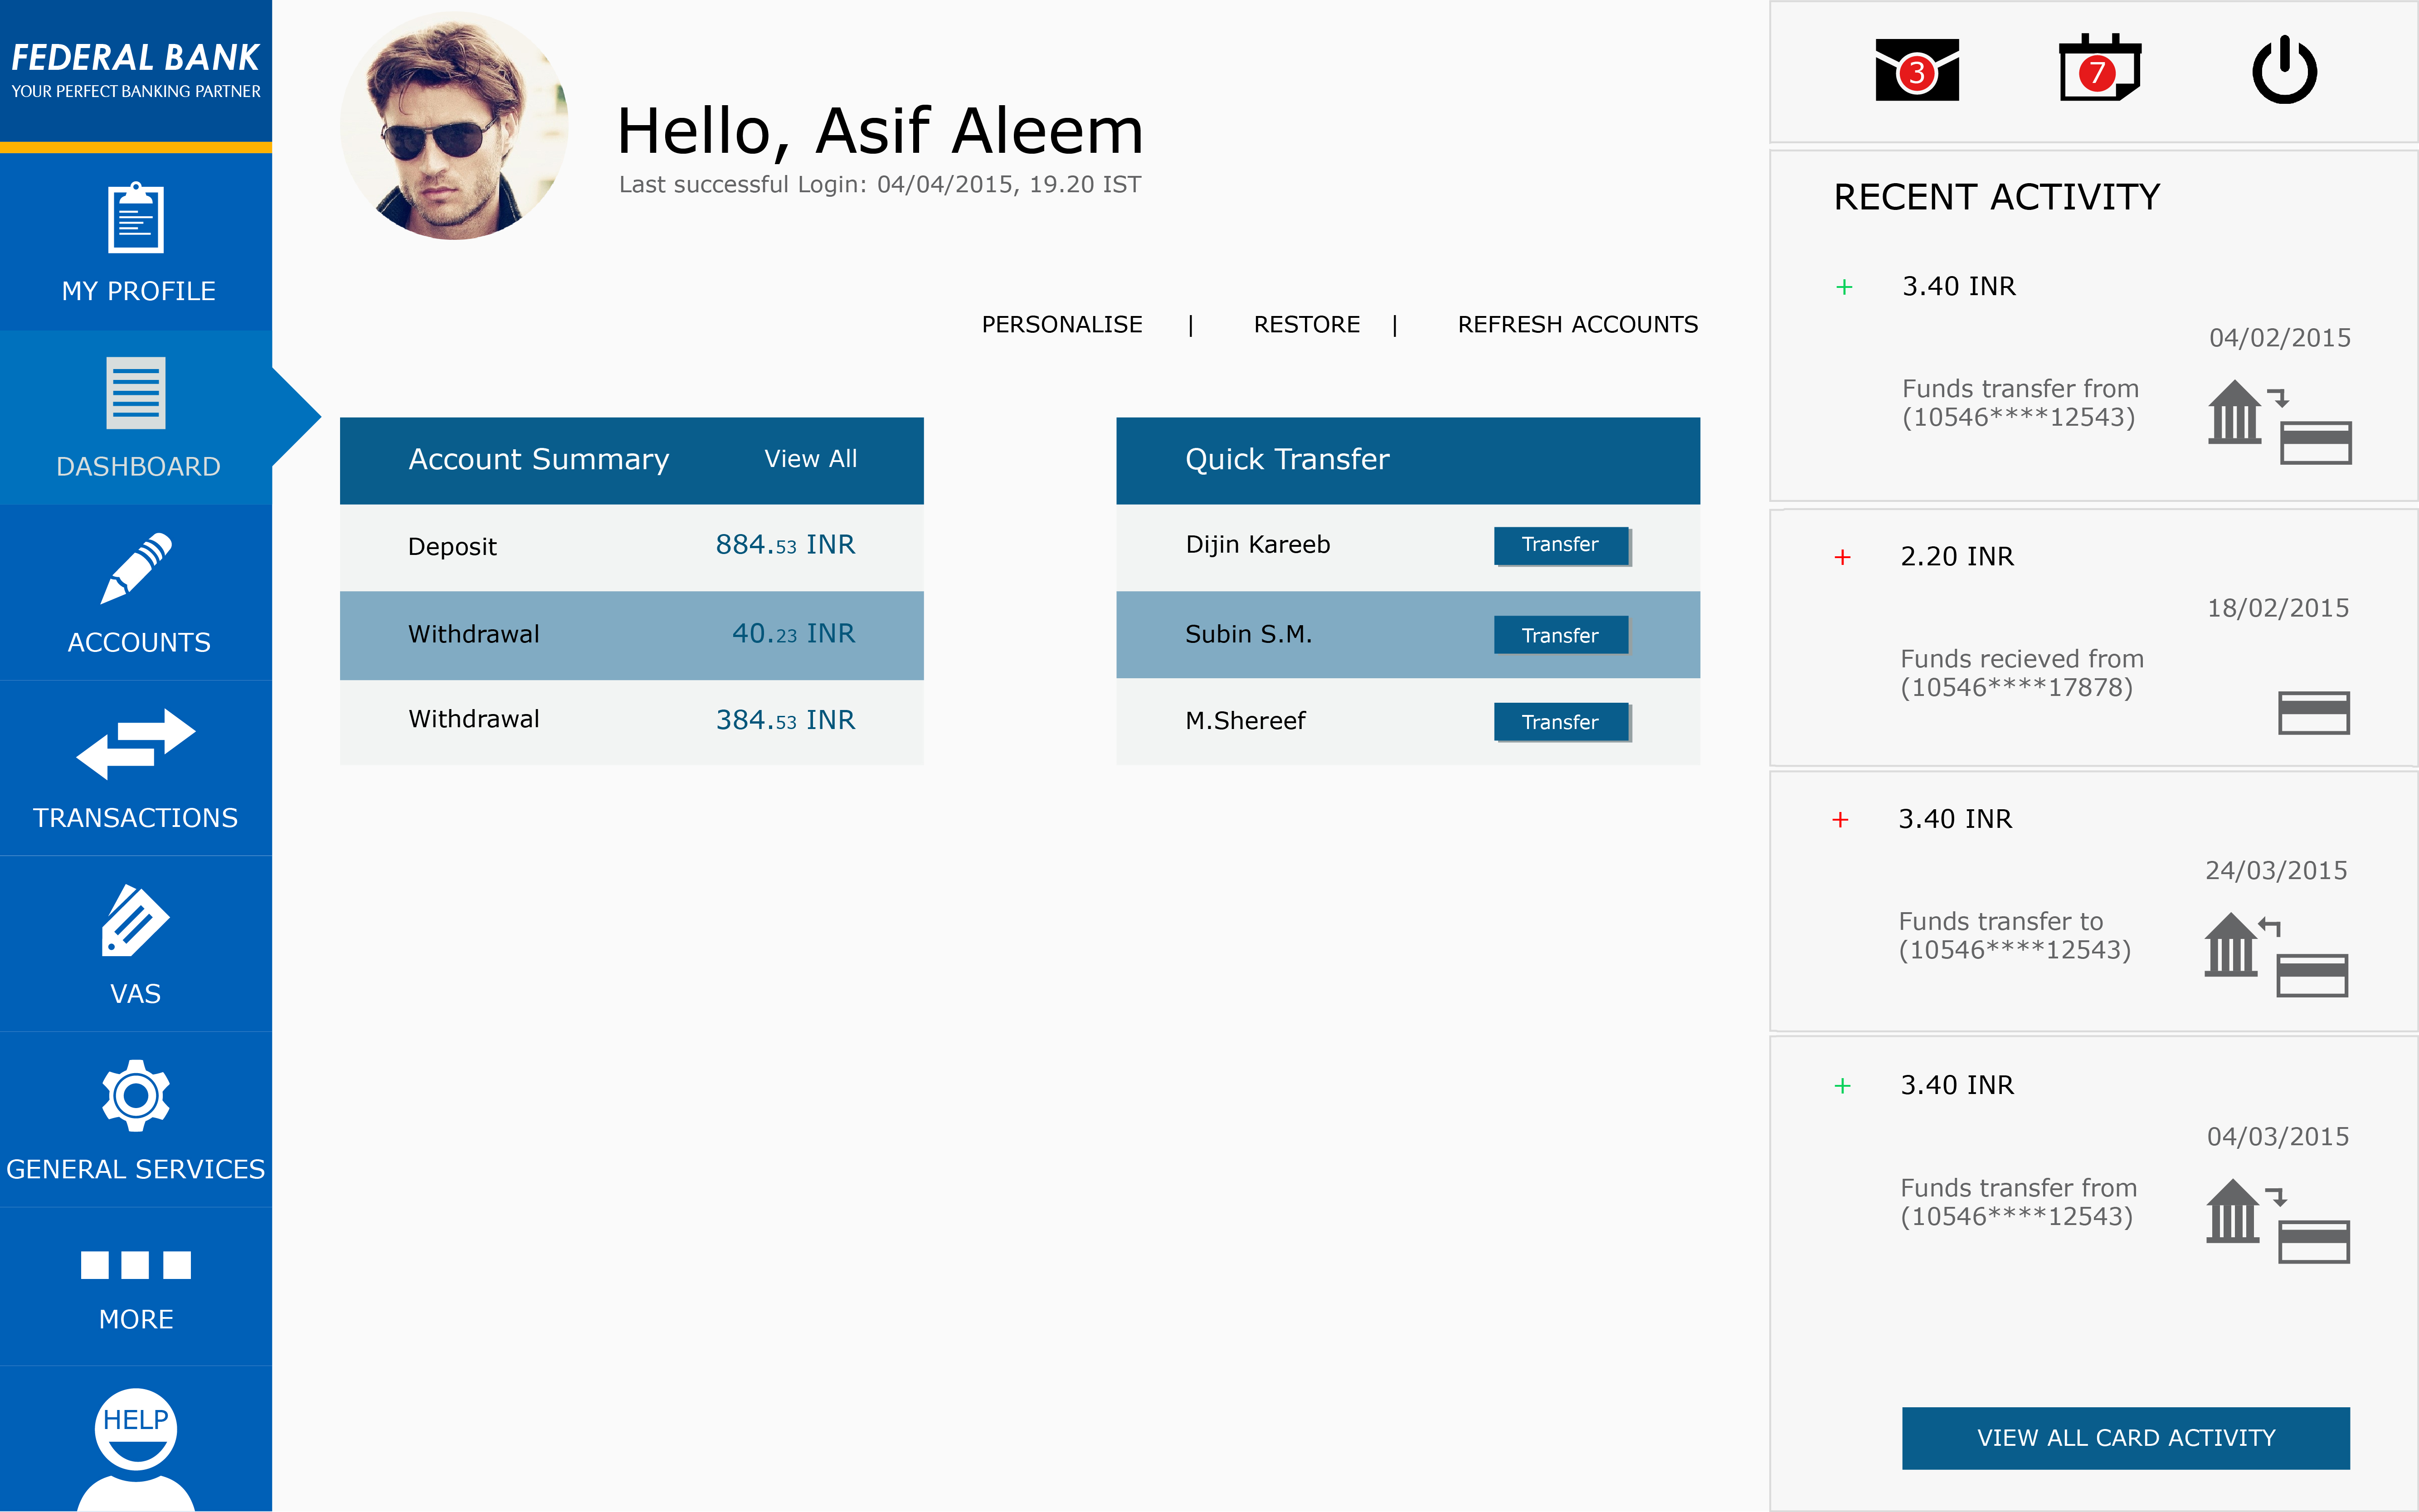 FEDERAL BANK
YOUR PERFECT BANKING PARTNER
MY PROFILE
DASHBOARD
ACCOUNTS
TRANSACTIONS
VAS
GENERAL SERVICES
MORE
HELP
Hello, Asif Aleem
Last successful Login: 04/04/2015, 19.20 IST
PERSONALISE | RESTORE | REFRESH ACCOUNTS
Account Summary View All
Deposit 884.53 INR
Withdrawal 40.23 INR
Withdrawal 384.53 INR
Quick Transfer
Dijin Kareeb Transfer
Subin S.M. Transfer
M.Shereef Transfer
3 7
RECENT ACTIVITY
+ 3.40 INR
04/02/2015
Funds transfer from
(10546****12543)
+ 2.20 INR
18/02/2015
Funds recieved from
(10546****17878)
+ 3.40 INR
24/03/2015
Funds transfer to
(10546****12543)
+ 3.40 INR
04/03/2015
Funds transfer from
(10546****12543)
VIEW ALL CARD ACTIVITY